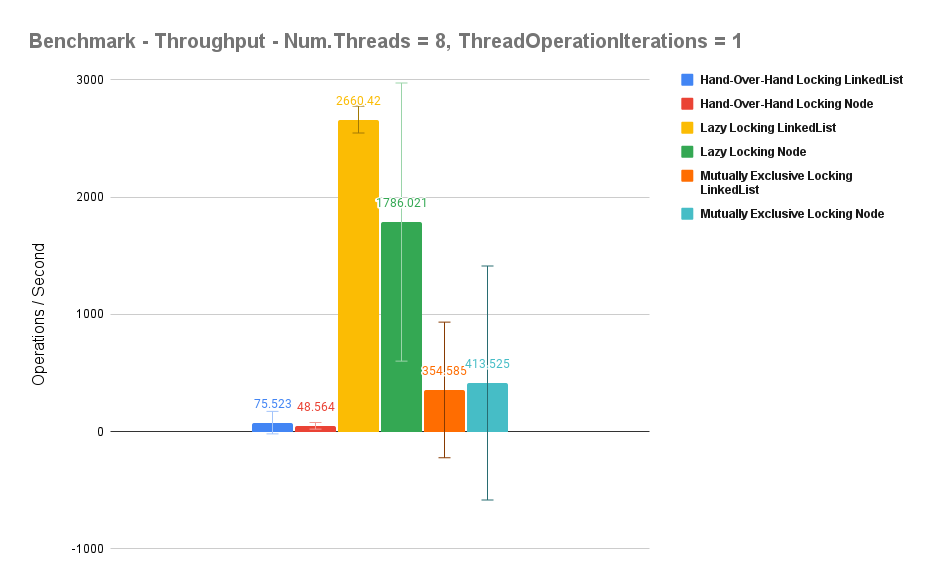 Benchmark - Throughput - Num.Threads = 8, ThreadOperationIterations = 1
Operations / Second
3000
2000
1000
0
-1000
75.523
48.564
2660.42
1786.021
354.585
413.525
Hand-Over-Hand Locking LinkedList
Hand-Over-Hand Locking Node
Lazy Locking LinkedList
Lazy Locking Node
Mutually Exclusive Locking
LinkedList
Mutually Exclusive Locking Node